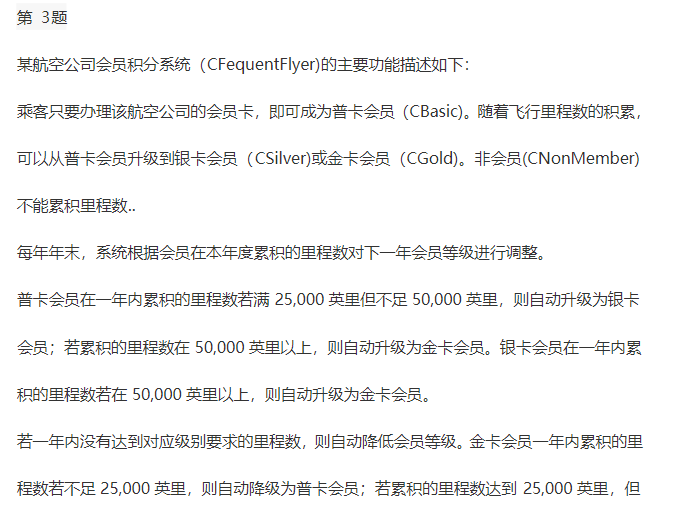 第 3题
某航空公司会员积分系统（CFequentFlyer)的主要功能描述如下：
乘客只要办理该航空公司的会员卡，即可成为普卡会员（CBasic)。随着飞行里程数的积累，
可以从普卡会员升级到银卡会员（CSilver)或金卡会员（CGold)。非会员(CNonMember)
不能累积里程数..
每年年末，系统根据会员在本年度累积的里程数对下一年会员等级进行调整。
普卡会员在一年内累积的里程数若满 25,000 英里但不足 50,000 英里，则自动升级为银卡
会员；若累积的里程数在 50,000 英里以上，则自动升级为金卡会员。银卡会员在一年内累
积的里程数若在 50,000 英里以上，则自动升级为金卡会员。
若一年内没有达到对应级别要求的里程数，则自动降低会员等级。金卡会员一年内累积的里
程数若不足 25,000 英里，则自动降级为普卡会员；若累积的里程数达到 25,000 英里，但